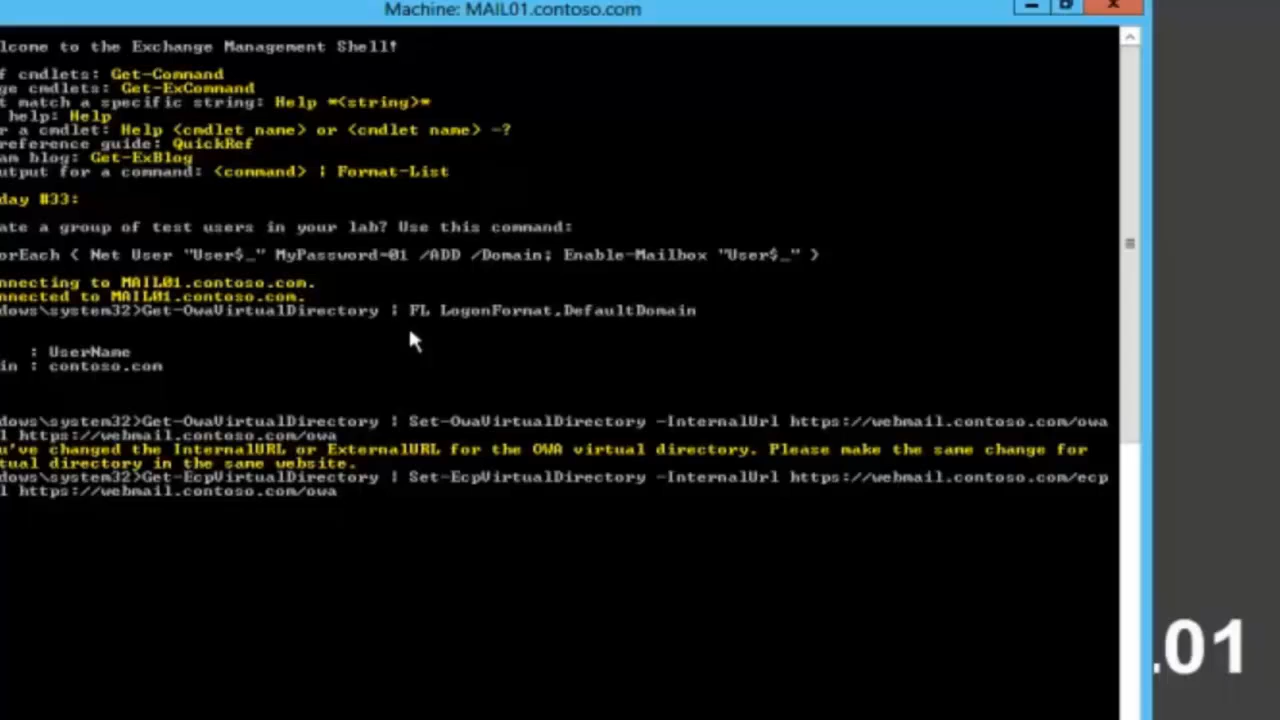 Machine: MAIL01.contoso.com
lcome to the Exchange Management Shell!
f cmdlets: Get-Command
ge cmdlets: Get-ExCommand
t match a specific string: Help *<string>*
help: Help
r a cmdlet: Help <cmdlet name> or <cmdlet name> -?
reference guide: QuickRef
am blog: Get-ExBlog
utput for a command: <command> | Format-List
day #33:
ate a group of test users in your lab? Use this command:
orEach { Net User "User$_" MyPassword=01 /ADD /Domain; Enable-Mailbox "User$_" }
nnecting to MAIL01.contoso.com.
nnected to MAIL01.contoso.com.
dows\system32>Get-OwaVirtualDirectory | FL LogonFormat,DefaultDomain
: UserName
in : contoso.com
dows\system32>Get-OwaVirtualDirectory | Set-OwaVirtualDirectory -InternalUrl https://webmail.contoso.com/owa
l https://webmail.contoso.com/owa
u've changed the InternalURL or ExternalURL for the OWA virtual directory. Please make the same change for
tual directory in the same website.
dows\system32>Get-EcpVirtualDirectory | Set-EcpVirtualDirectory -InternalUrl https://webmail.contoso.com/ecp
l https://webmail.contoso.com/owa
.01